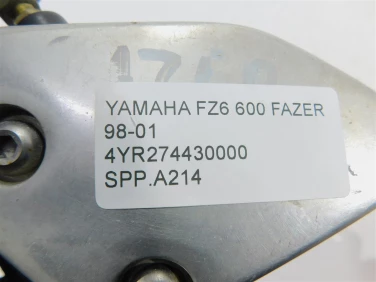 YAMAHA FZ6 600 FAZER
98-01
4YR274430000
SPP.A214